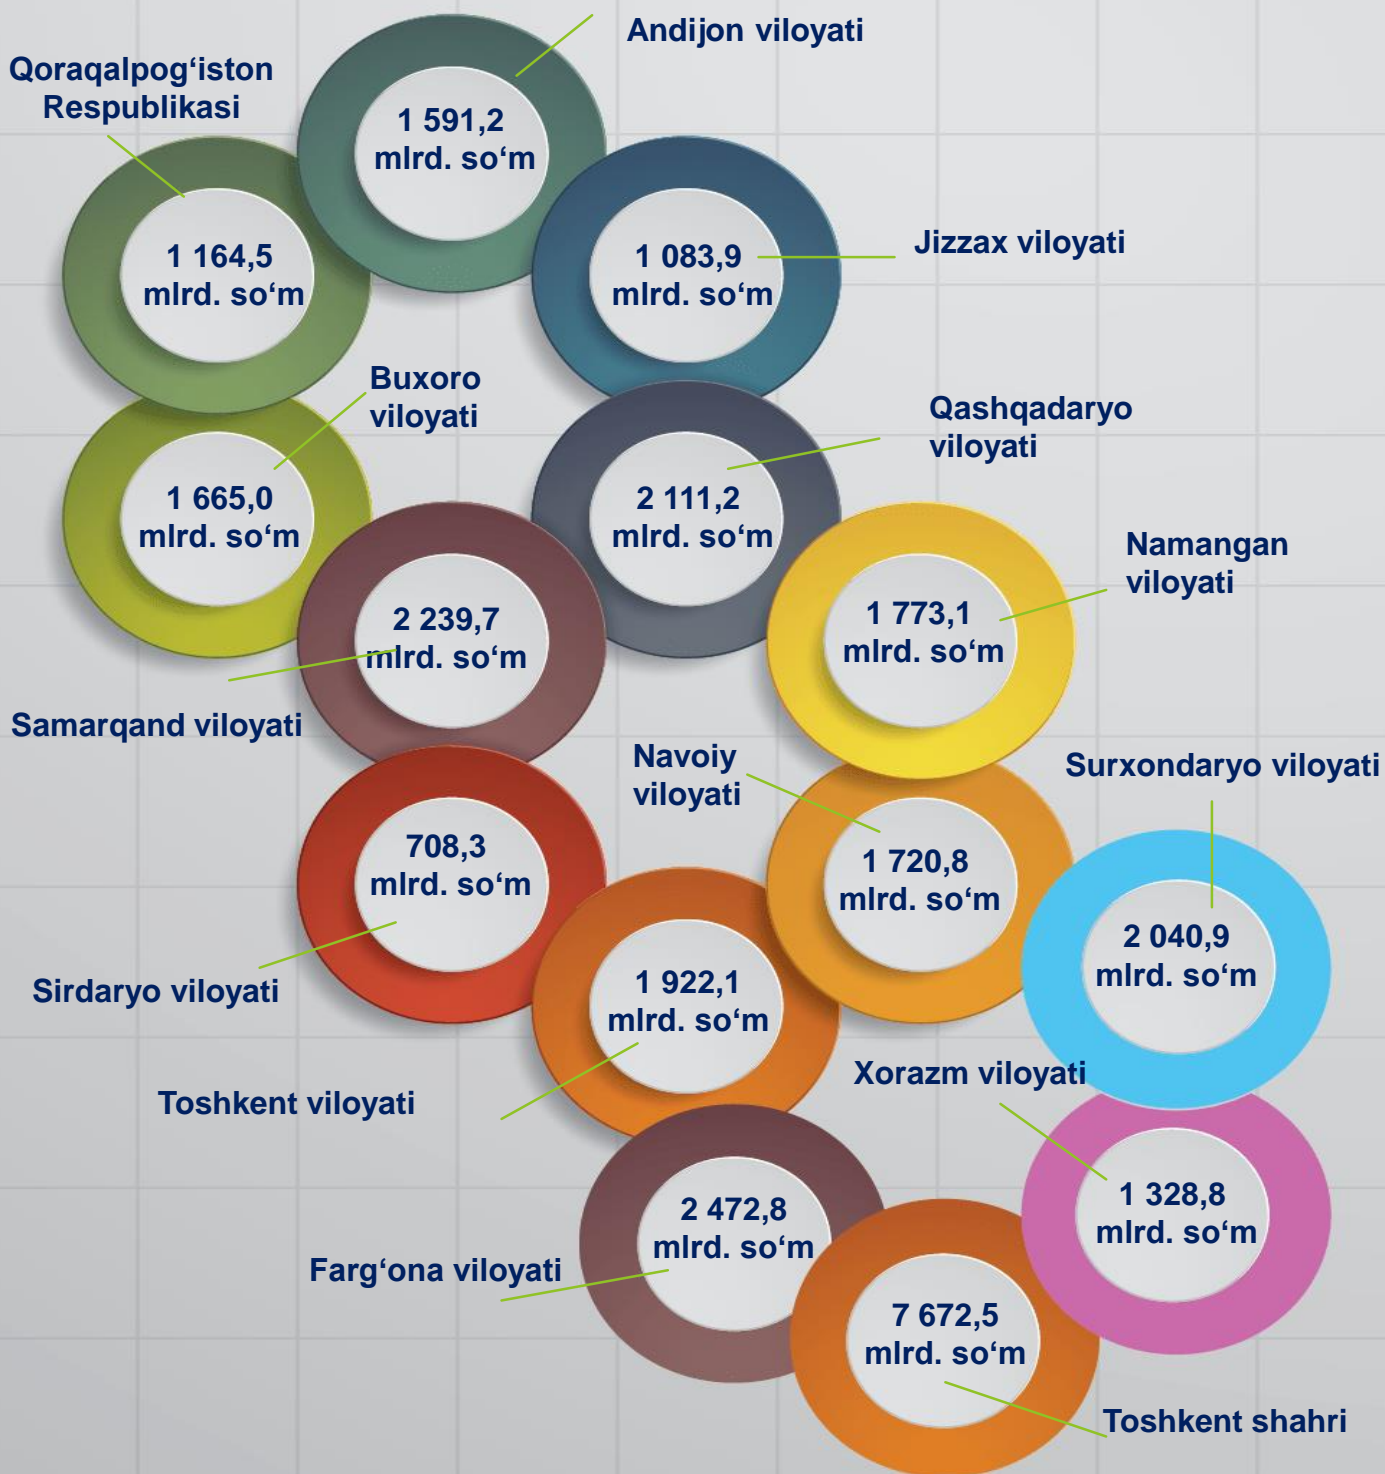 Andijon viloyati
Qoraqalpog‘iston
Respublikasi
1 591,2
mlrd. so‘m
1 164,5
mlrd. so‘m
1 083,9
mlrd. so‘m
Jizzax viloyati
Buxoro
viloyati
Qashqadaryo
viloyati
1 665,0
mlrd. so‘m
2 111,2
mlrd. so‘m
Namangan
viloyati
2 239,7
mlrd. so‘m
1 773,1
mlrd. so‘m
Samarqand viloyati
Navoiy
viloyati
Surxondaryo viloyati
708,3
mlrd. so‘m
1 720,8
mlrd. so‘m
2 040,9
mlrd. so‘m
Sirdaryo viloyati
1 922,1
mlrd. so‘m
Xorazm viloyati
Toshkent viloyati
1 328,8
mlrd. so‘m
2 472,8
mlrd. so‘m
Farg‘ona viloyati
7 672,5
mlrd. so‘m
Toshkent shahri